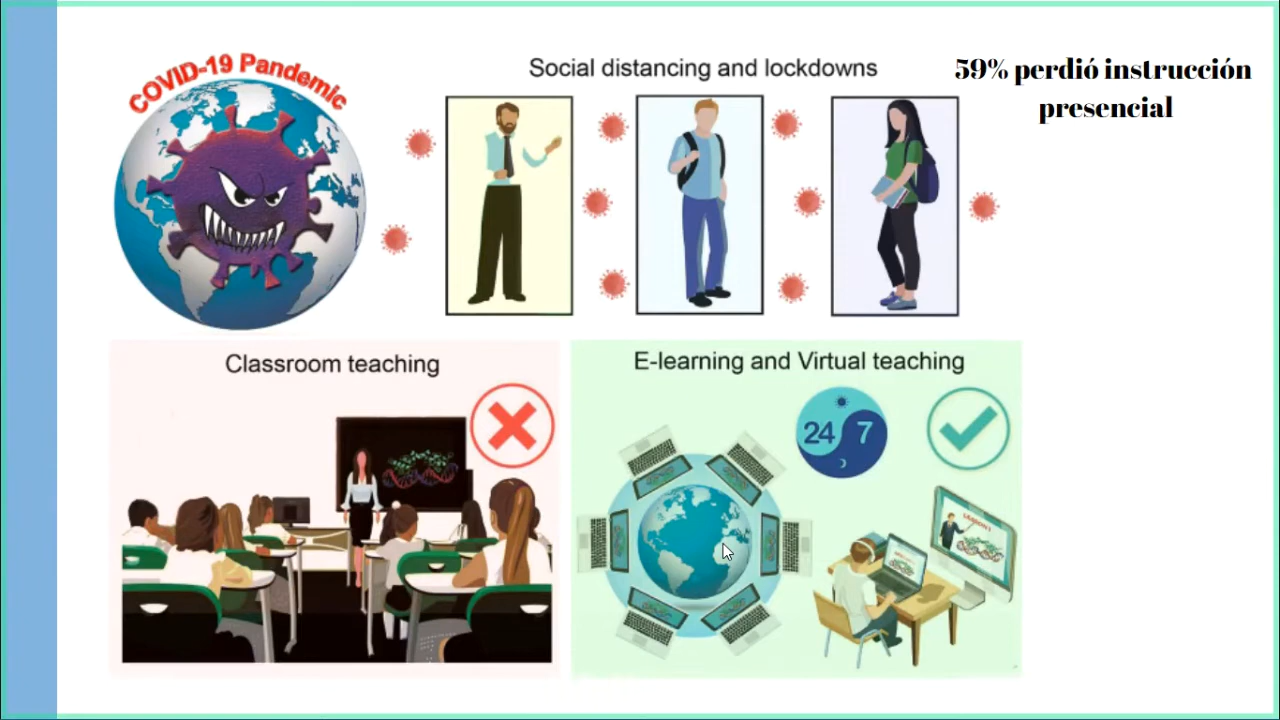 COVID-19 Pandemic
Social distancing and lockdowns
59% perdió instrucción
presencial
Classroom teaching
E-learning and Virtual teaching
24 7